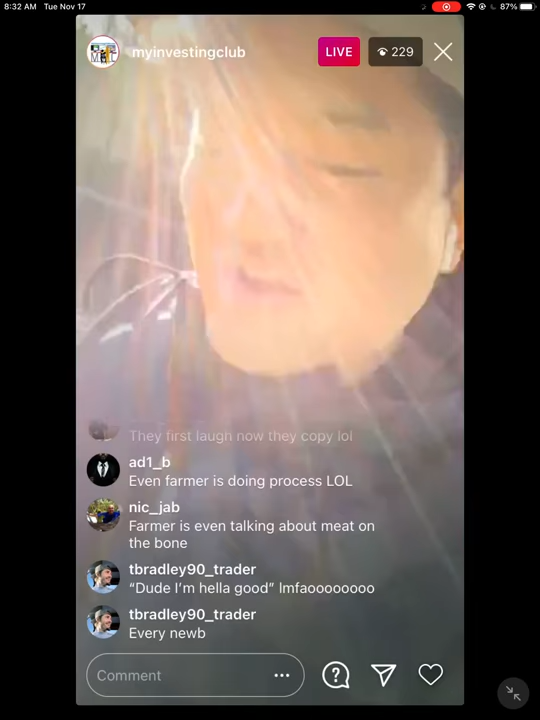 8:32 AM Tue Nov 17
87%
myinvestingclub
LIVE
229
They first laugh now they copy lol
ad1_b
Even farmer is doing process LOL
nic_jab
Farmer is even talking about meat on
the bone
tbradley90_trader
“Dude I’m hella good” lmfaoooooooo
tbradley90_trader
Every newb
Comment